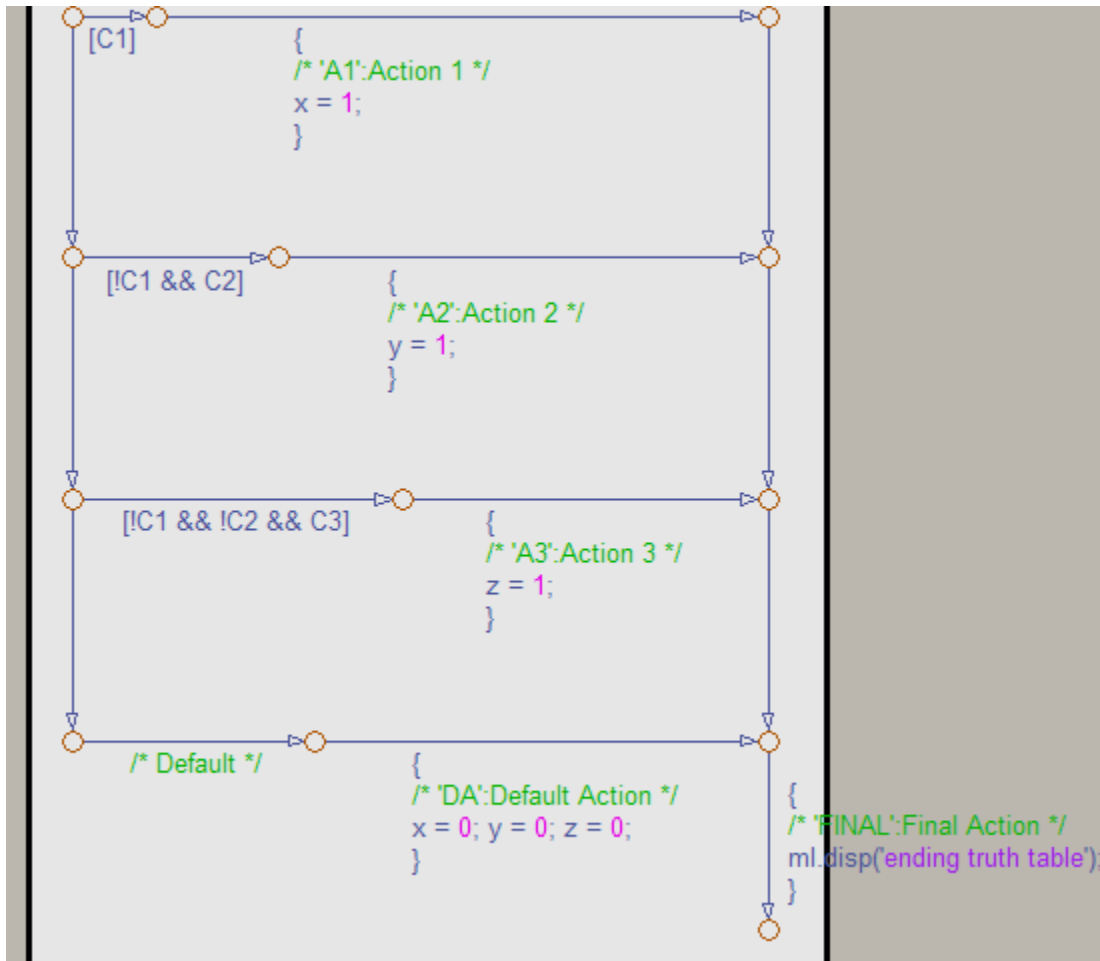 [C1]
{
/* 'A1':Action 1 */
x = 1;
}
[!C1 && C2]
{
/* 'A2':Action 2 */
y = 1;
}
[!C1 && !C2 && C3]
{
/* 'A3':Action 3 */
z = 1;
}
/* Default */
{
/* 'DA':Default Action */
x = 0; y = 0; z = 0;
}
{
/* 'FINAL':Final Action */
ml.disp('ending truth table');
}